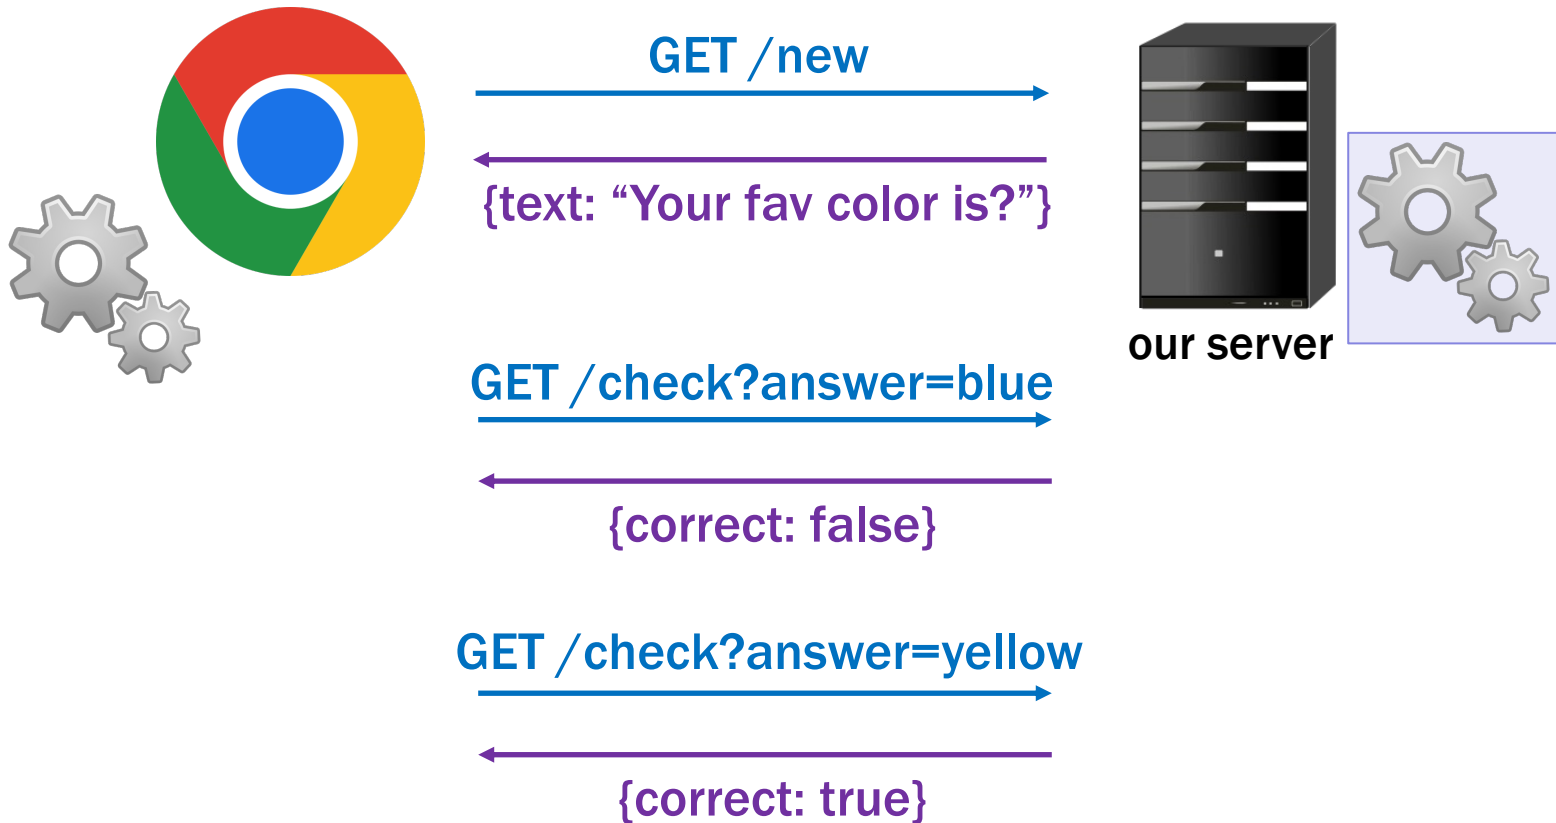 GET /new
{text: “Your fav color is?”}
our server
GET /check?answer=blue
{correct: false}
GET /check?answer=yellow
{correct: true}